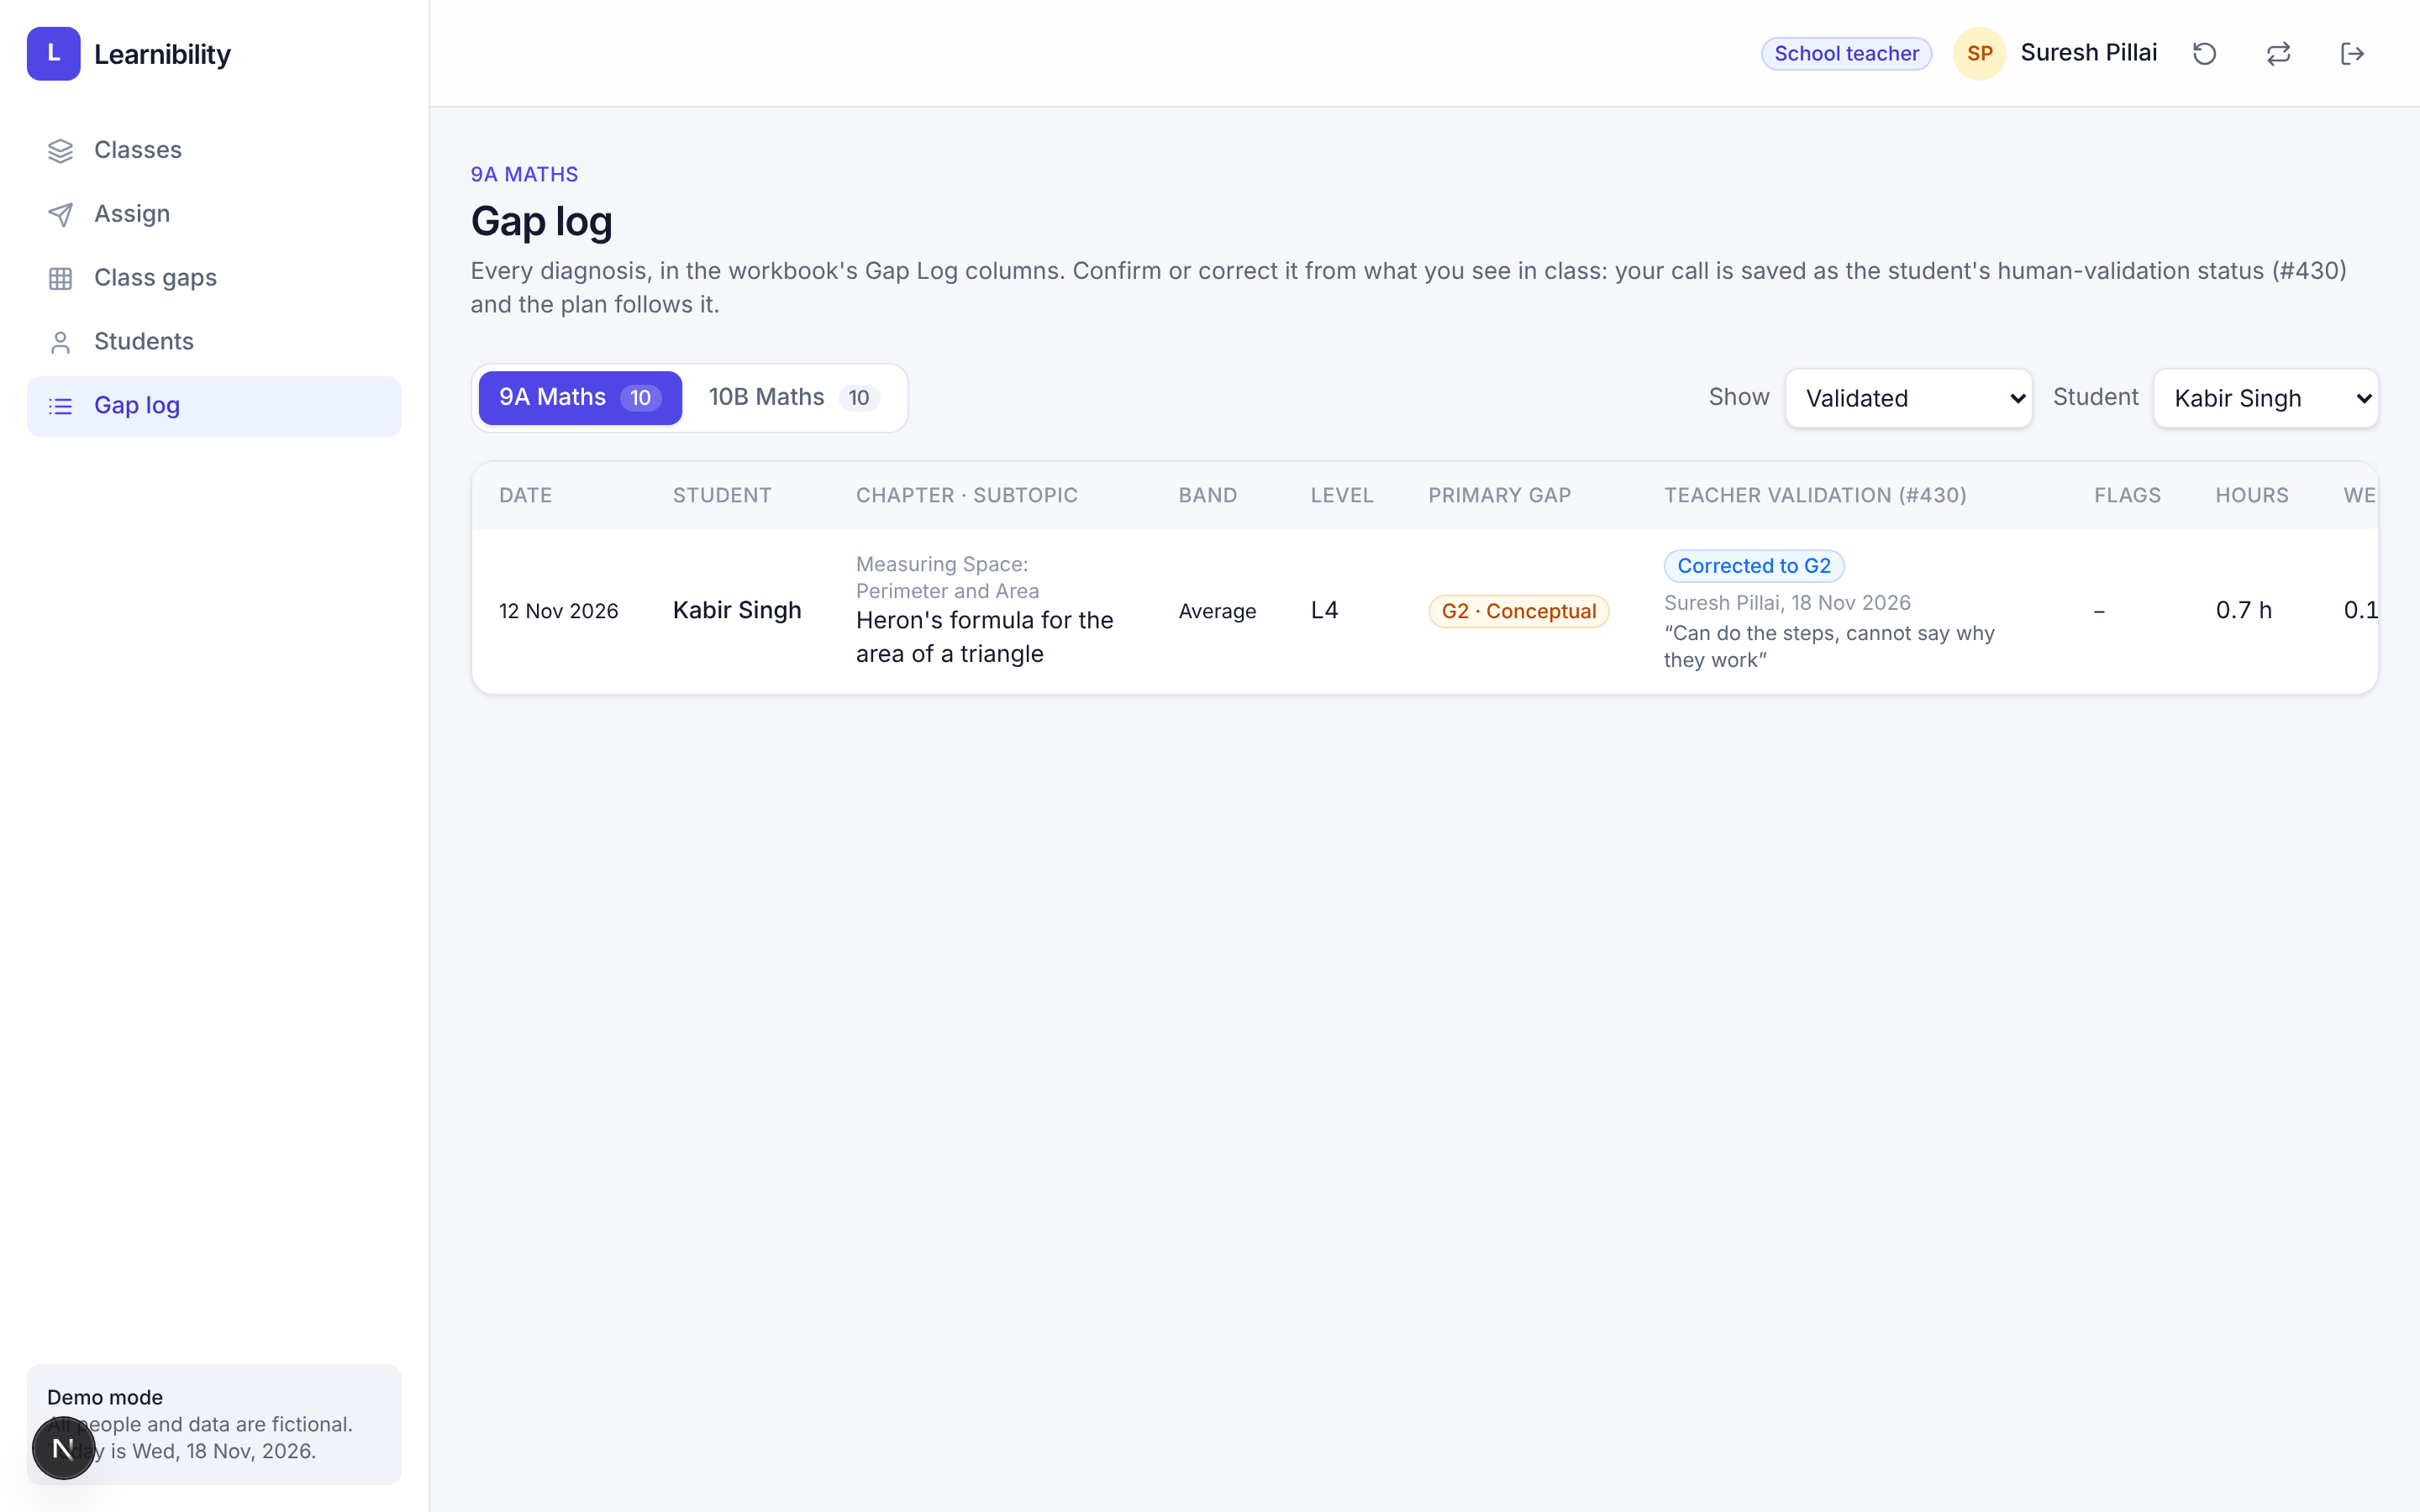 L Learnibility
School teacher SP Suresh Pillai
Classes
Assign
Class gaps
Students
Gap log
9A MATHS
Gap log
Every diagnosis, in the workbook's Gap Log columns. Confirm or correct it from what you see in class: your call is saved as the student's human-validation status (#430)
and the plan follows it.
9A Maths 10 10B Maths 10 Show Validated Student Kabir Singh
DATE STUDENT CHAPTER · SUBTOPIC BAND LEVEL PRIMARY GAP TEACHER VALIDATION (#430) FLAGS HOURS WE
12 Nov 2026 Kabir Singh
Measuring Space:
Perimeter and Area
Heron's formula for the
area of a triangle
Average L4 G2 · Conceptual
Corrected to G2
Suresh Pillai, 18 Nov 2026
“Can do the steps, cannot say why
they work”
– 0.7 h 0.1
Demo mode
people and data are fictional.
is Wed, 18 Nov, 2026.
N